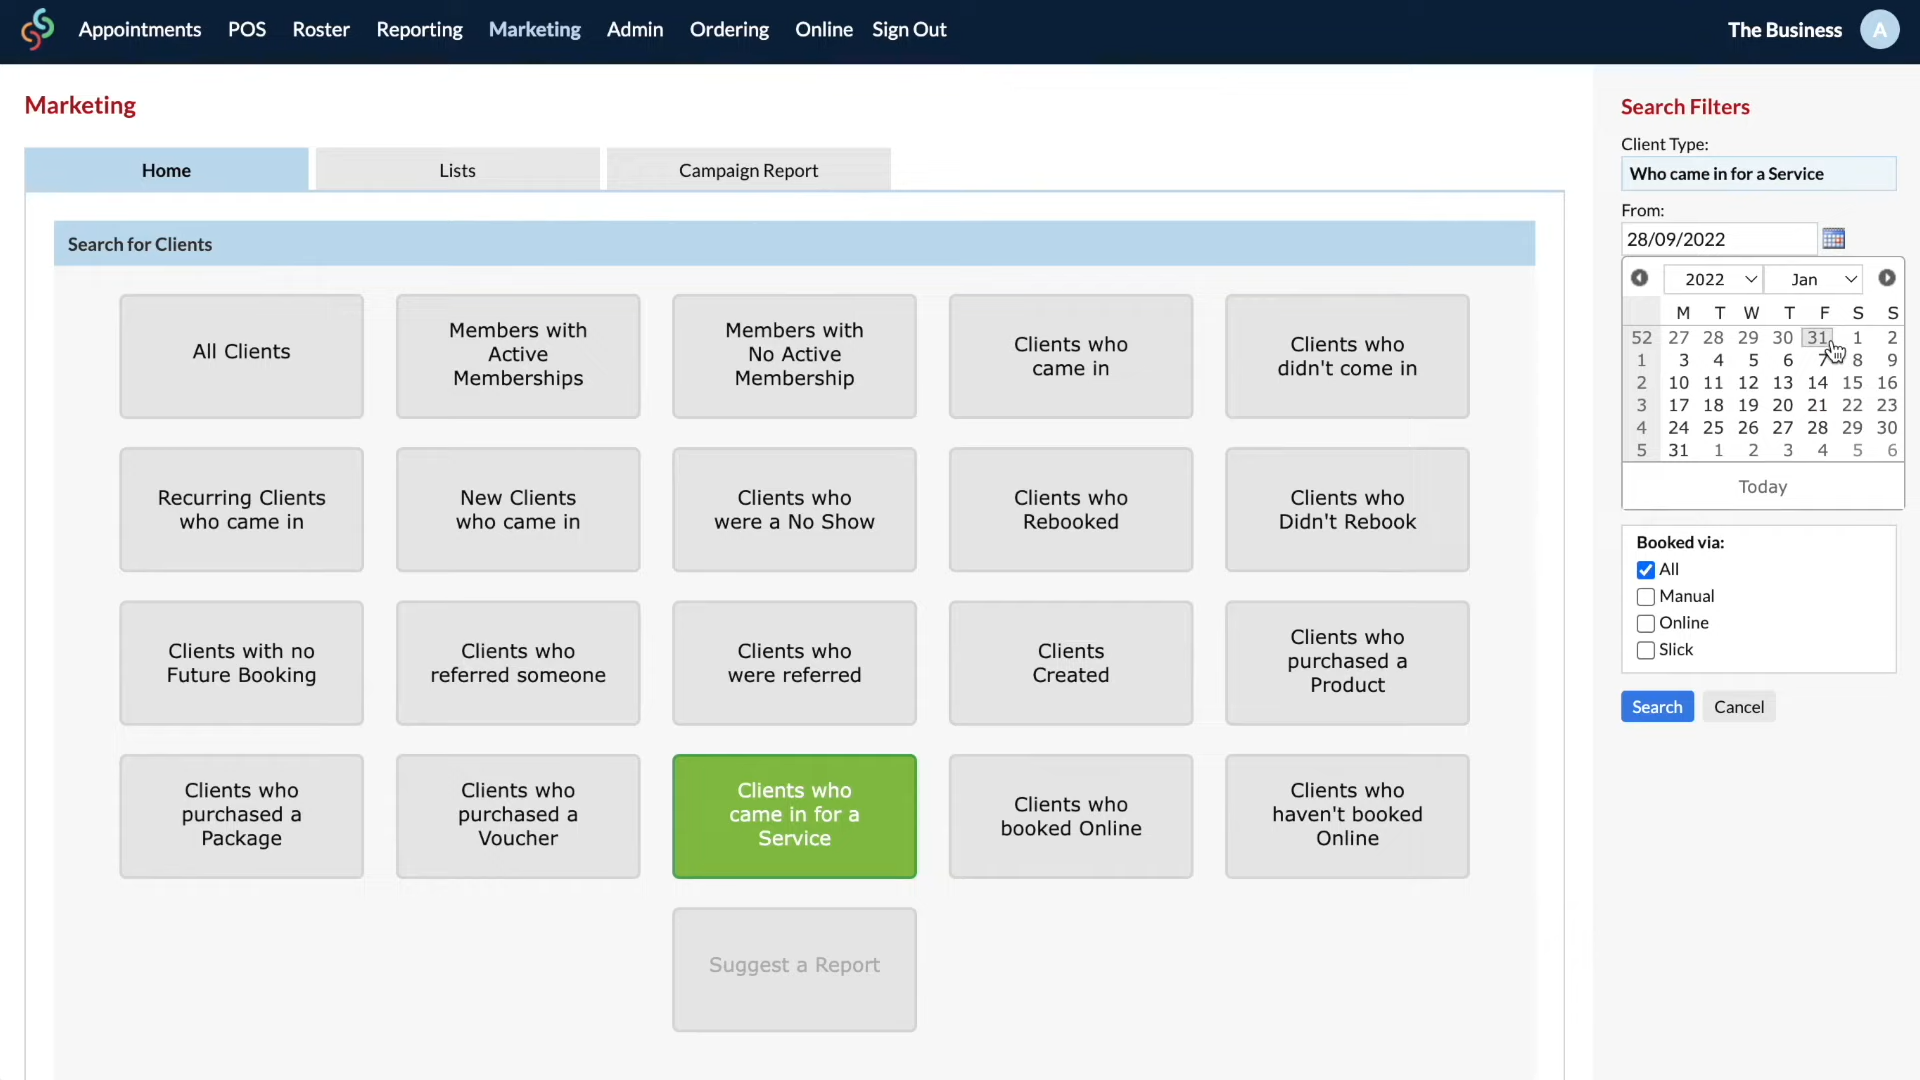 Appointments POS Roster Reporting Marketing Admin Ordering Online Sign Out The Business A
Marketing
Home Lists Campaign Report
Search for Clients
All Clients
Members with
Active
Memberships
Members with
No Active
Membership
Clients who
came in
Clients who
didn't come in
Recurring Clients
who came in
New Clients
who came in
Clients who
were a No Show
Clients who
Rebooked
Clients who
Didn't Rebook
Clients with no
Future Booking
Clients who
referred someone
Clients who
were referred
Clients
Created
Clients who
purchased a
Product
Clients who
purchased a
Package
Clients who
purchased a
Voucher
Clients who
came in for a
Service
Clients who
booked Online
Clients who
haven't booked
Online
Suggest a Report
Search Filters
Client Type:
Who came in for a Service
From:
28/09/2022
2022 Jan
M T W T F S S
52 27 28 29 30 31 1 2
1 3 4 5 6 7 8 9
2 10 11 12 13 14 15 16
3 17 18 19 20 21 22 23
4 24 25 26 27 28 29 30
5 31 1 2 3 4 5 6
Today
Booked via:
All
Manual
Online
Slick
Search Cancel